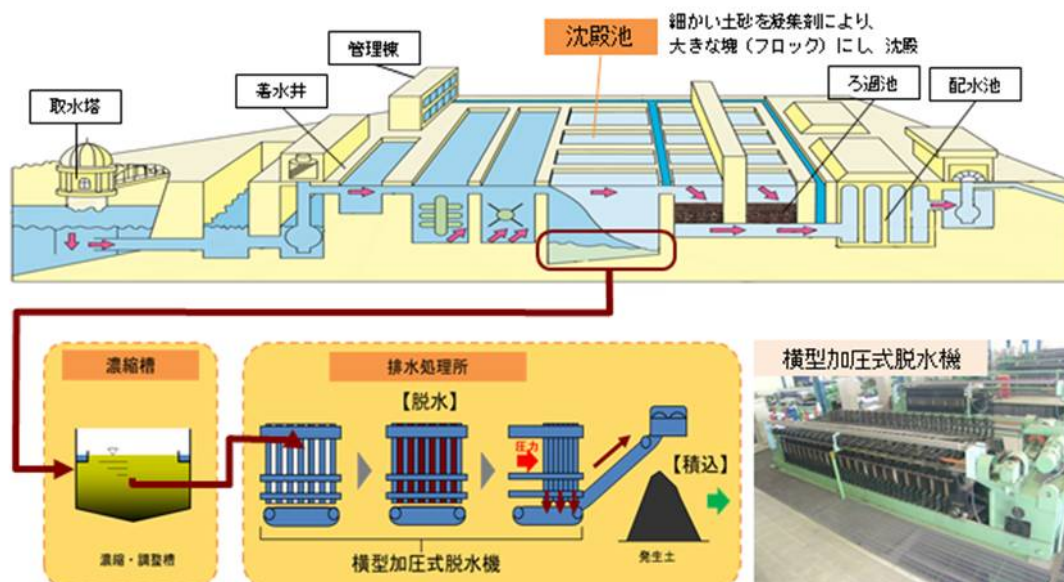 沈殿池
細かい土砂を凝集剤により、
大きな塊（フロック）にし、沈殿
管理棟
着水井
取水塔
ろ過池
配水池
濃縮槽
濃縮・調整槽
排水処理所
【脱水】
圧力
【積込】
横型加圧式脱水機
発生土
横型加圧式脱水機